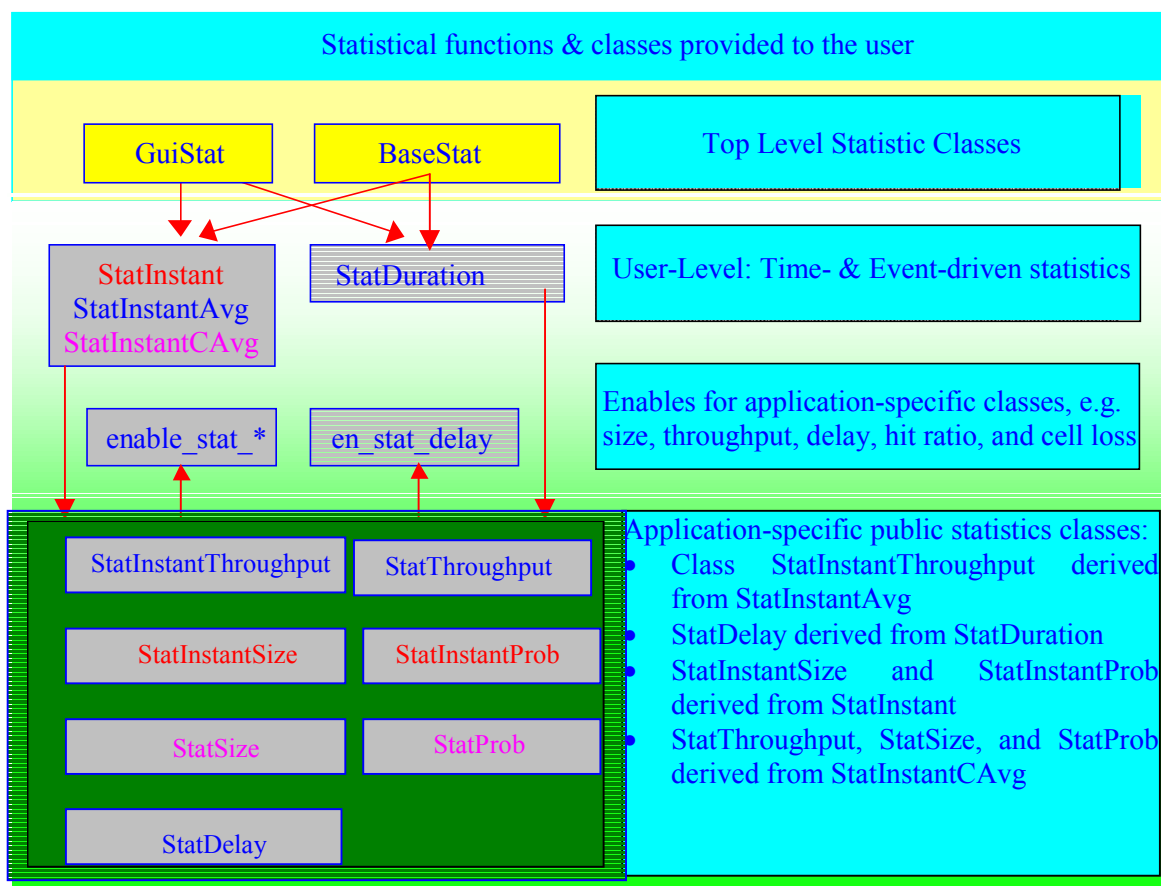 Statistical functions & classes provided to the user
GuiStat
BaseStat
Top Level Statistic Classes
StatInstant
StatInstantAvg
StatInstantCAvg
StatDuration
User-Level: Time- & Event-driven statistics
enable_stat_*
en_stat_delay
Enables for application-specific classes, e.g.
size, throughput, delay, hit ratio, and cell loss
StatInstantThroughput
StatThroughput
StatInstantSize
StatInstantProb
StatSize
StatProb
StatDelay
Application-specific public statistics classes:
• Class StatInstantThroughput derived
from StatInstantAvg
• StatDelay derived from StatDuration
• StatInstantSize and StatInstantProb
derived from StatInstant
• StatThroughput, StatSize, and StatProb
derived from StatInstantCAvg